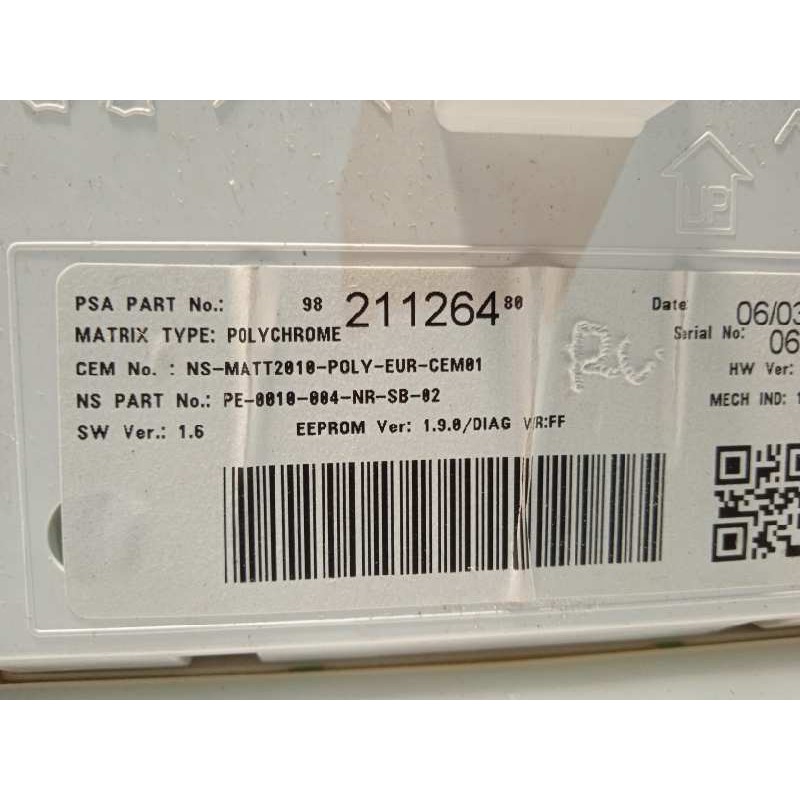 UP
PSA PART No.: 98 211264 80 Date 06/03
MATRIX TYPE: POLYCHROME Serial No: 06
CEM No. : NS-MATT2010-POLY-EUR-CEM01 HW Ver:
NS PART No.: PE-0010-004-NR-SB-02 MECH IND: 1
SW Ver.: 1.6 EEPROM Ver: 1.9.0/DIAG V/R:FF